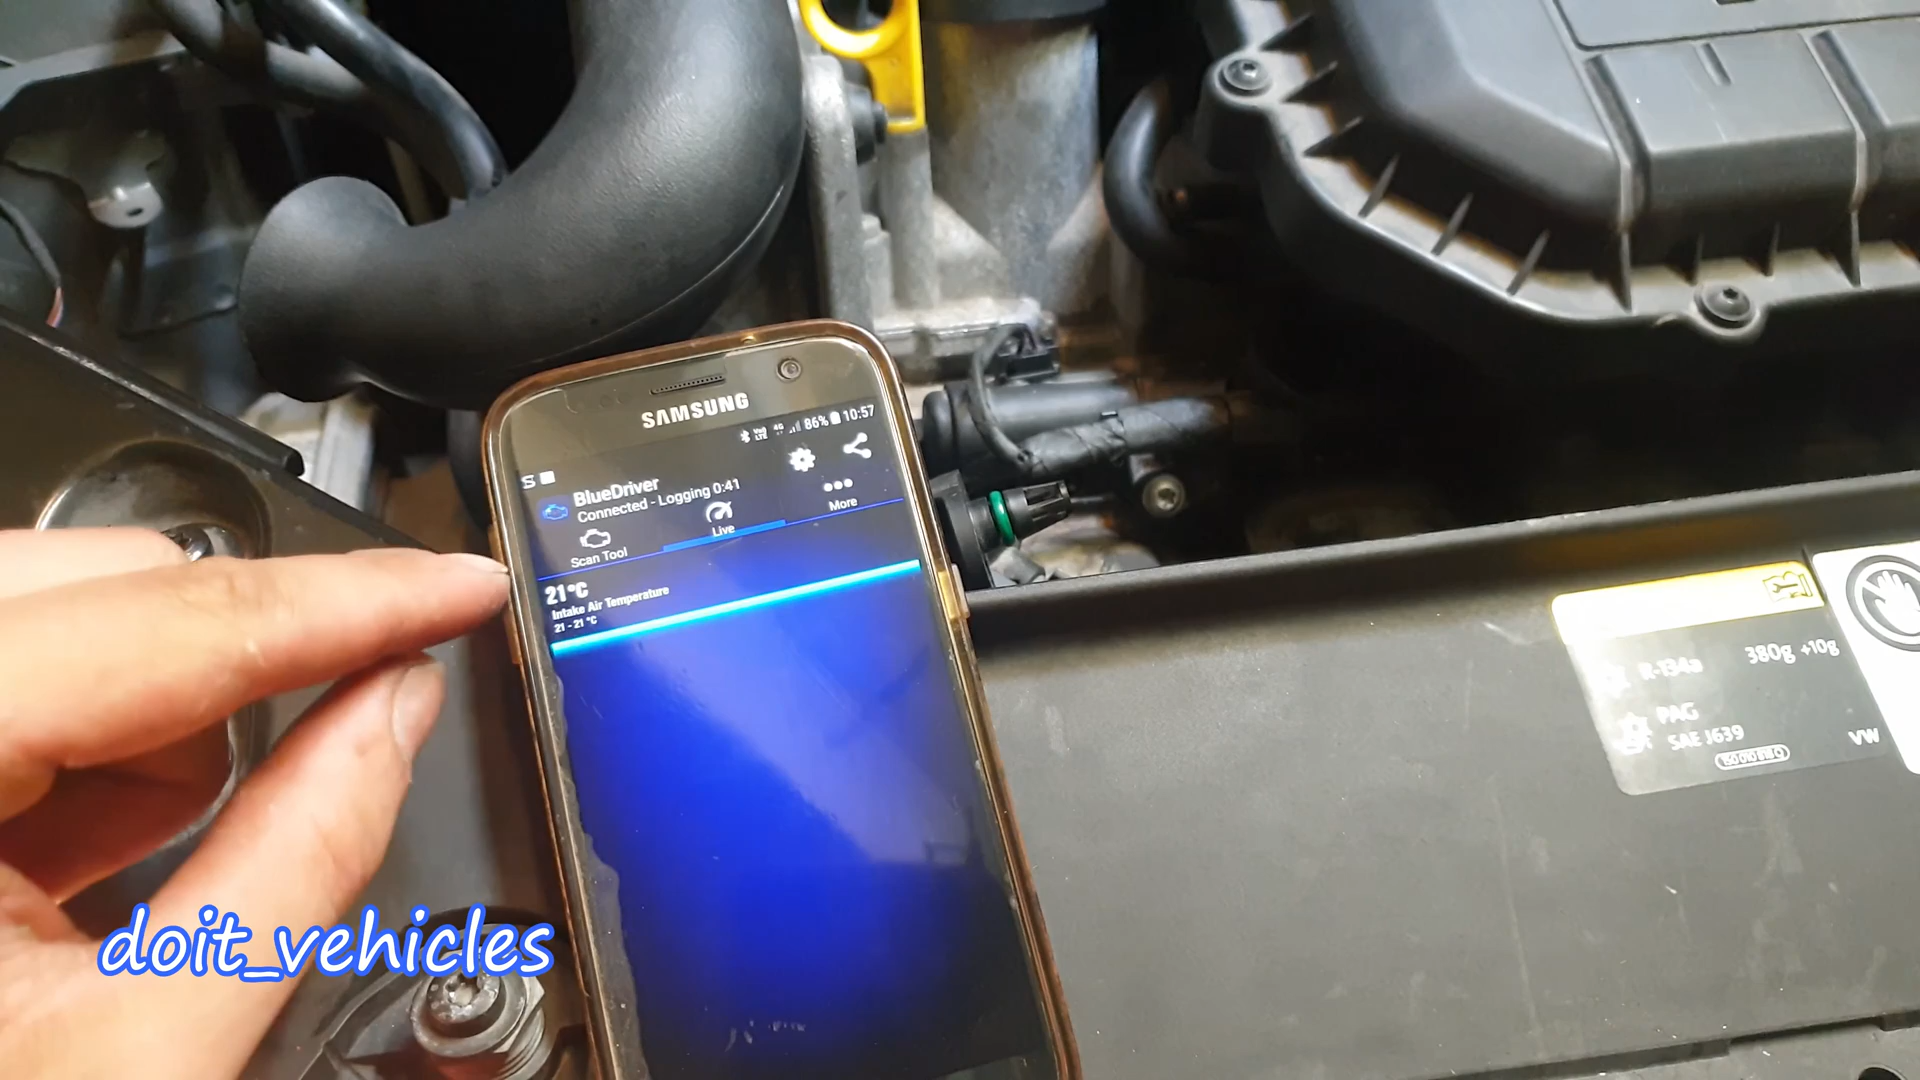 SAMSUNG
86% 10:57
BlueDriver
Connected - Logging 0:41
Scan Tool
Live
More
21°C
Intake Air Temperature
21 - 21 °C
R-134a 380g +10g
PAG
SAE J639
VW
doit_vehicles